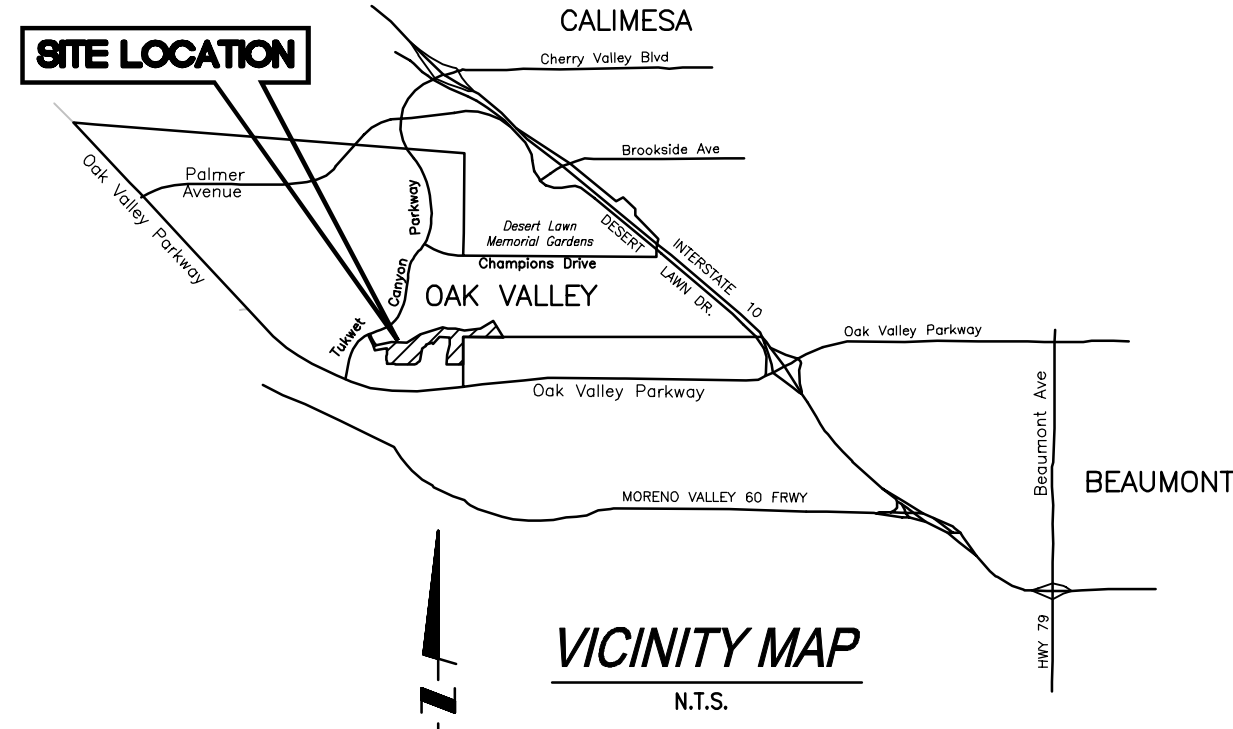 CALIMESA
SITE LOCATION
Cherry Valley Blvd
Brookside Ave
Oak Valley Parkway
Palmer
Avenue
Parkway
Desert Lawn
Memorial Gardens
DESERT
INTERSTATE 10
Champions Drive
LAWN DR.
Canyon
OAK VALLEY
Tukwet
Oak Valley Parkway
Oak Valley Parkway
Beaumont Ave
BEAUMONT
MORENO VALLEY 60 FRWY
HWY 79
VICINITY MAP
N.T.S.
N